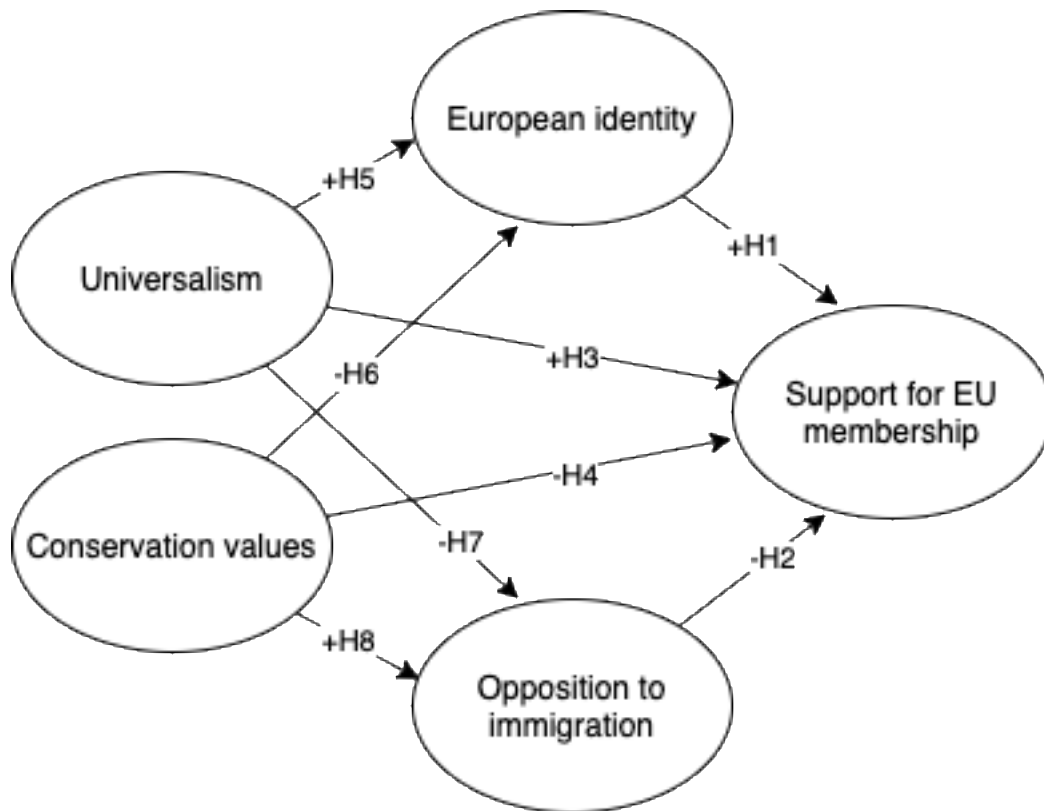 European identity
+H5
+H1
Universalism
-H6
+H3
Support for EU
membership
-H4
Conservation values
-H7
-H2
+H8
Opposition to
immigration